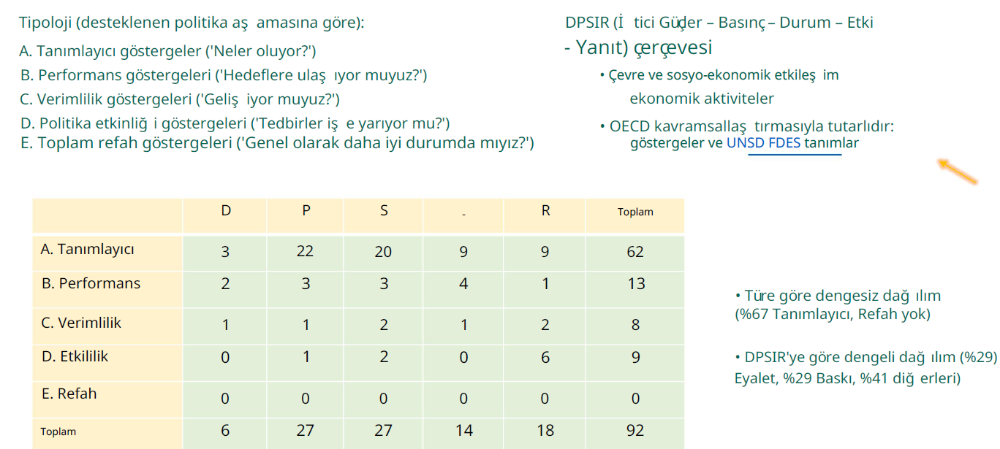 Tipoloji (desteklenen politika aş amasına göre):
A. Tanımlayıcı göstergeler ('Neler oluyor?')
B. Performans göstergeleri ('Hedeflere ulaş ıyor muyuz?')
C. Verimlilik göstergeleri ('Geliş iyor muyuz?')
D. Politika etkinliğ i göstergeleri ('Tedbirler iş e yarıyor mu?')
E. Toplam refah göstergeleri ('Genel olarak daha iyi durumda mıyız?')
DPSIR (İ tici Güçler – Basınç – Durum – Etki
- Yanıt) çerçevesi
• Çevre ve sosyo-ekonomik etkileş im
ekonomik aktiviteler
• OECD kavramsallaş tırmasıyla tutarlıdır:
göstergeler ve UNSD FDES tanımlar
D P S - R Toplam
A. Tanımlayıcı 3 22 20 9 9 62
B. Performans 2 3 3 4 1 13
C. Verimlilik 1 1 2 1 2 8
D. Etkililik 0 1 2 0 6 9
E. Refah 0 0 0 0 0 0
Toplam 6 27 27 14 18 92
• Türe göre dengesiz dağ ılım
(%67 Tanımlayıcı, Refah yok)
• DPSIR'ye göre dengeli dağ ılım (%29)
Eyalet, %29 Baskı, %41 diğ erleri)